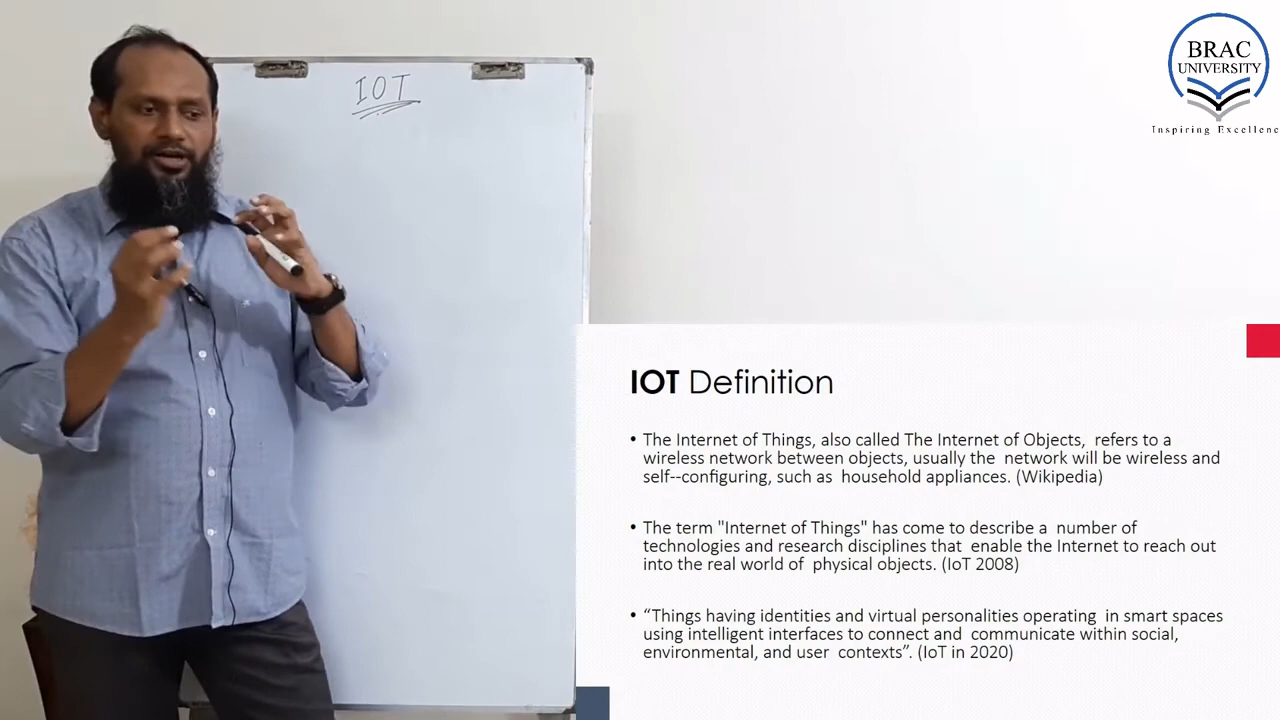 IOT
BRAC
UNIVERSITY
Inspiring Excellenc
IOT Definition
• The Internet of Things, also called The Internet of Objects, refers to a
wireless network between objects, usually the network will be wireless and
self--configuring, such as household appliances. (Wikipedia)
• The term "Internet of Things" has come to describe a number of
technologies and research disciplines that enable the Internet to reach out
into the real world of physical objects. (IoT 2008)
• “Things having identities and virtual personalities operating in smart spaces
using intelligent interfaces to connect and communicate within social,
environmental, and user contexts”. (IoT in 2020)